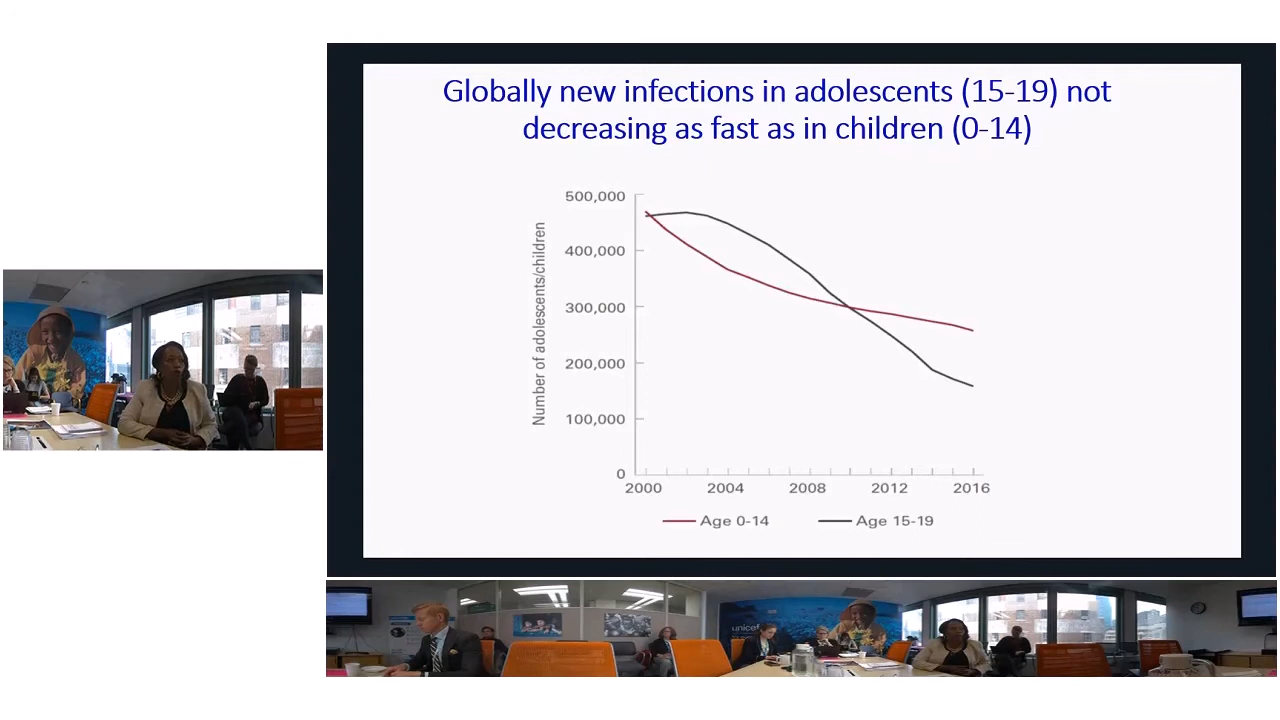 Globally new infections in adolescents (15-19) not
decreasing as fast as in children (0-14)
Number of adolescents/children
500,000
400,000
300,000
200,000
100,000
0
2000 2004 2008 2012 2016
Age 0-14 Age 15-19
unicef